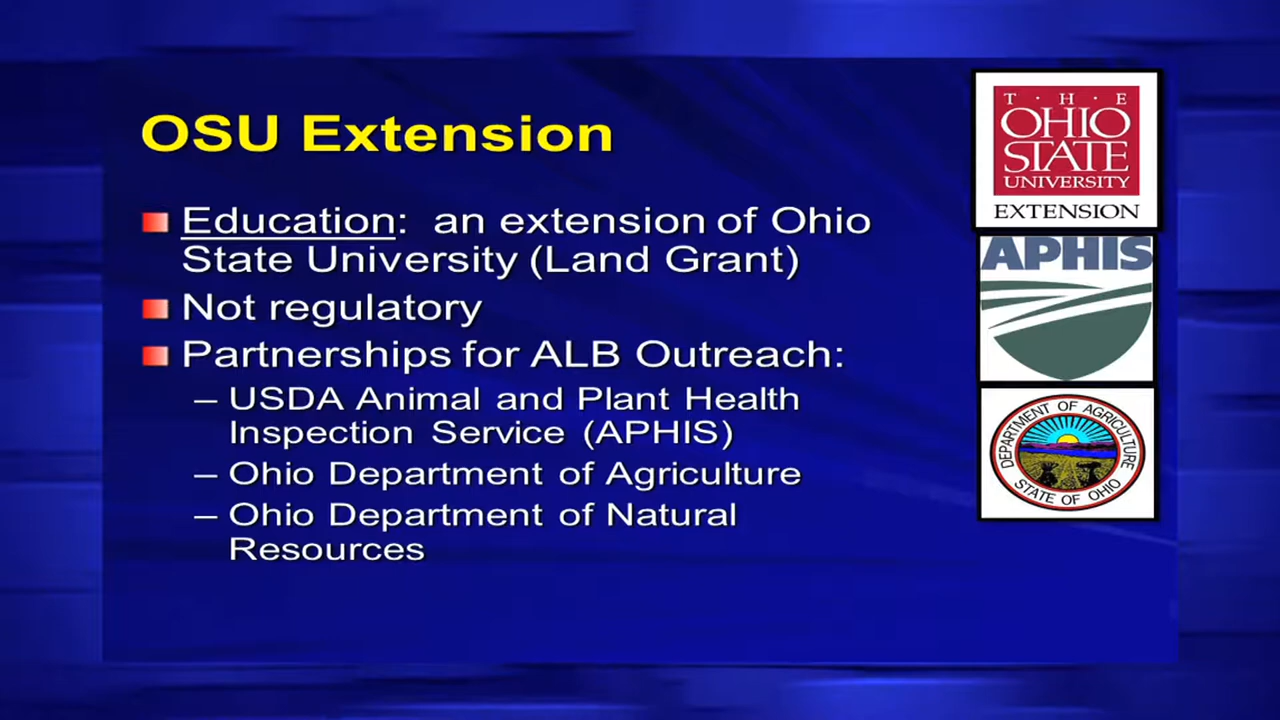 OSU Extension
Education: an extension of Ohio
State University (Land Grant)
Not regulatory
Partnerships for ALB Outreach:
– USDA Animal and Plant Health
Inspection Service (APHIS)
– Ohio Department of Agriculture
– Ohio Department of Natural
Resources
T·H·E
OHIO
STATE
UNIVERSITY
EXTENSION
APHIS
DEPARTMENT OF AGRICULTURE
STATE OF OHIO